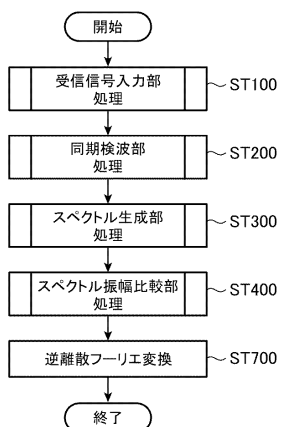 開始
受信信号入力部
処理
ST100
同期検波部
処理
ST200
スペクトル生成部
処理
ST300
スペクトル振幅比較部
処理
ST400
逆離散フーリエ変換
ST700
終了